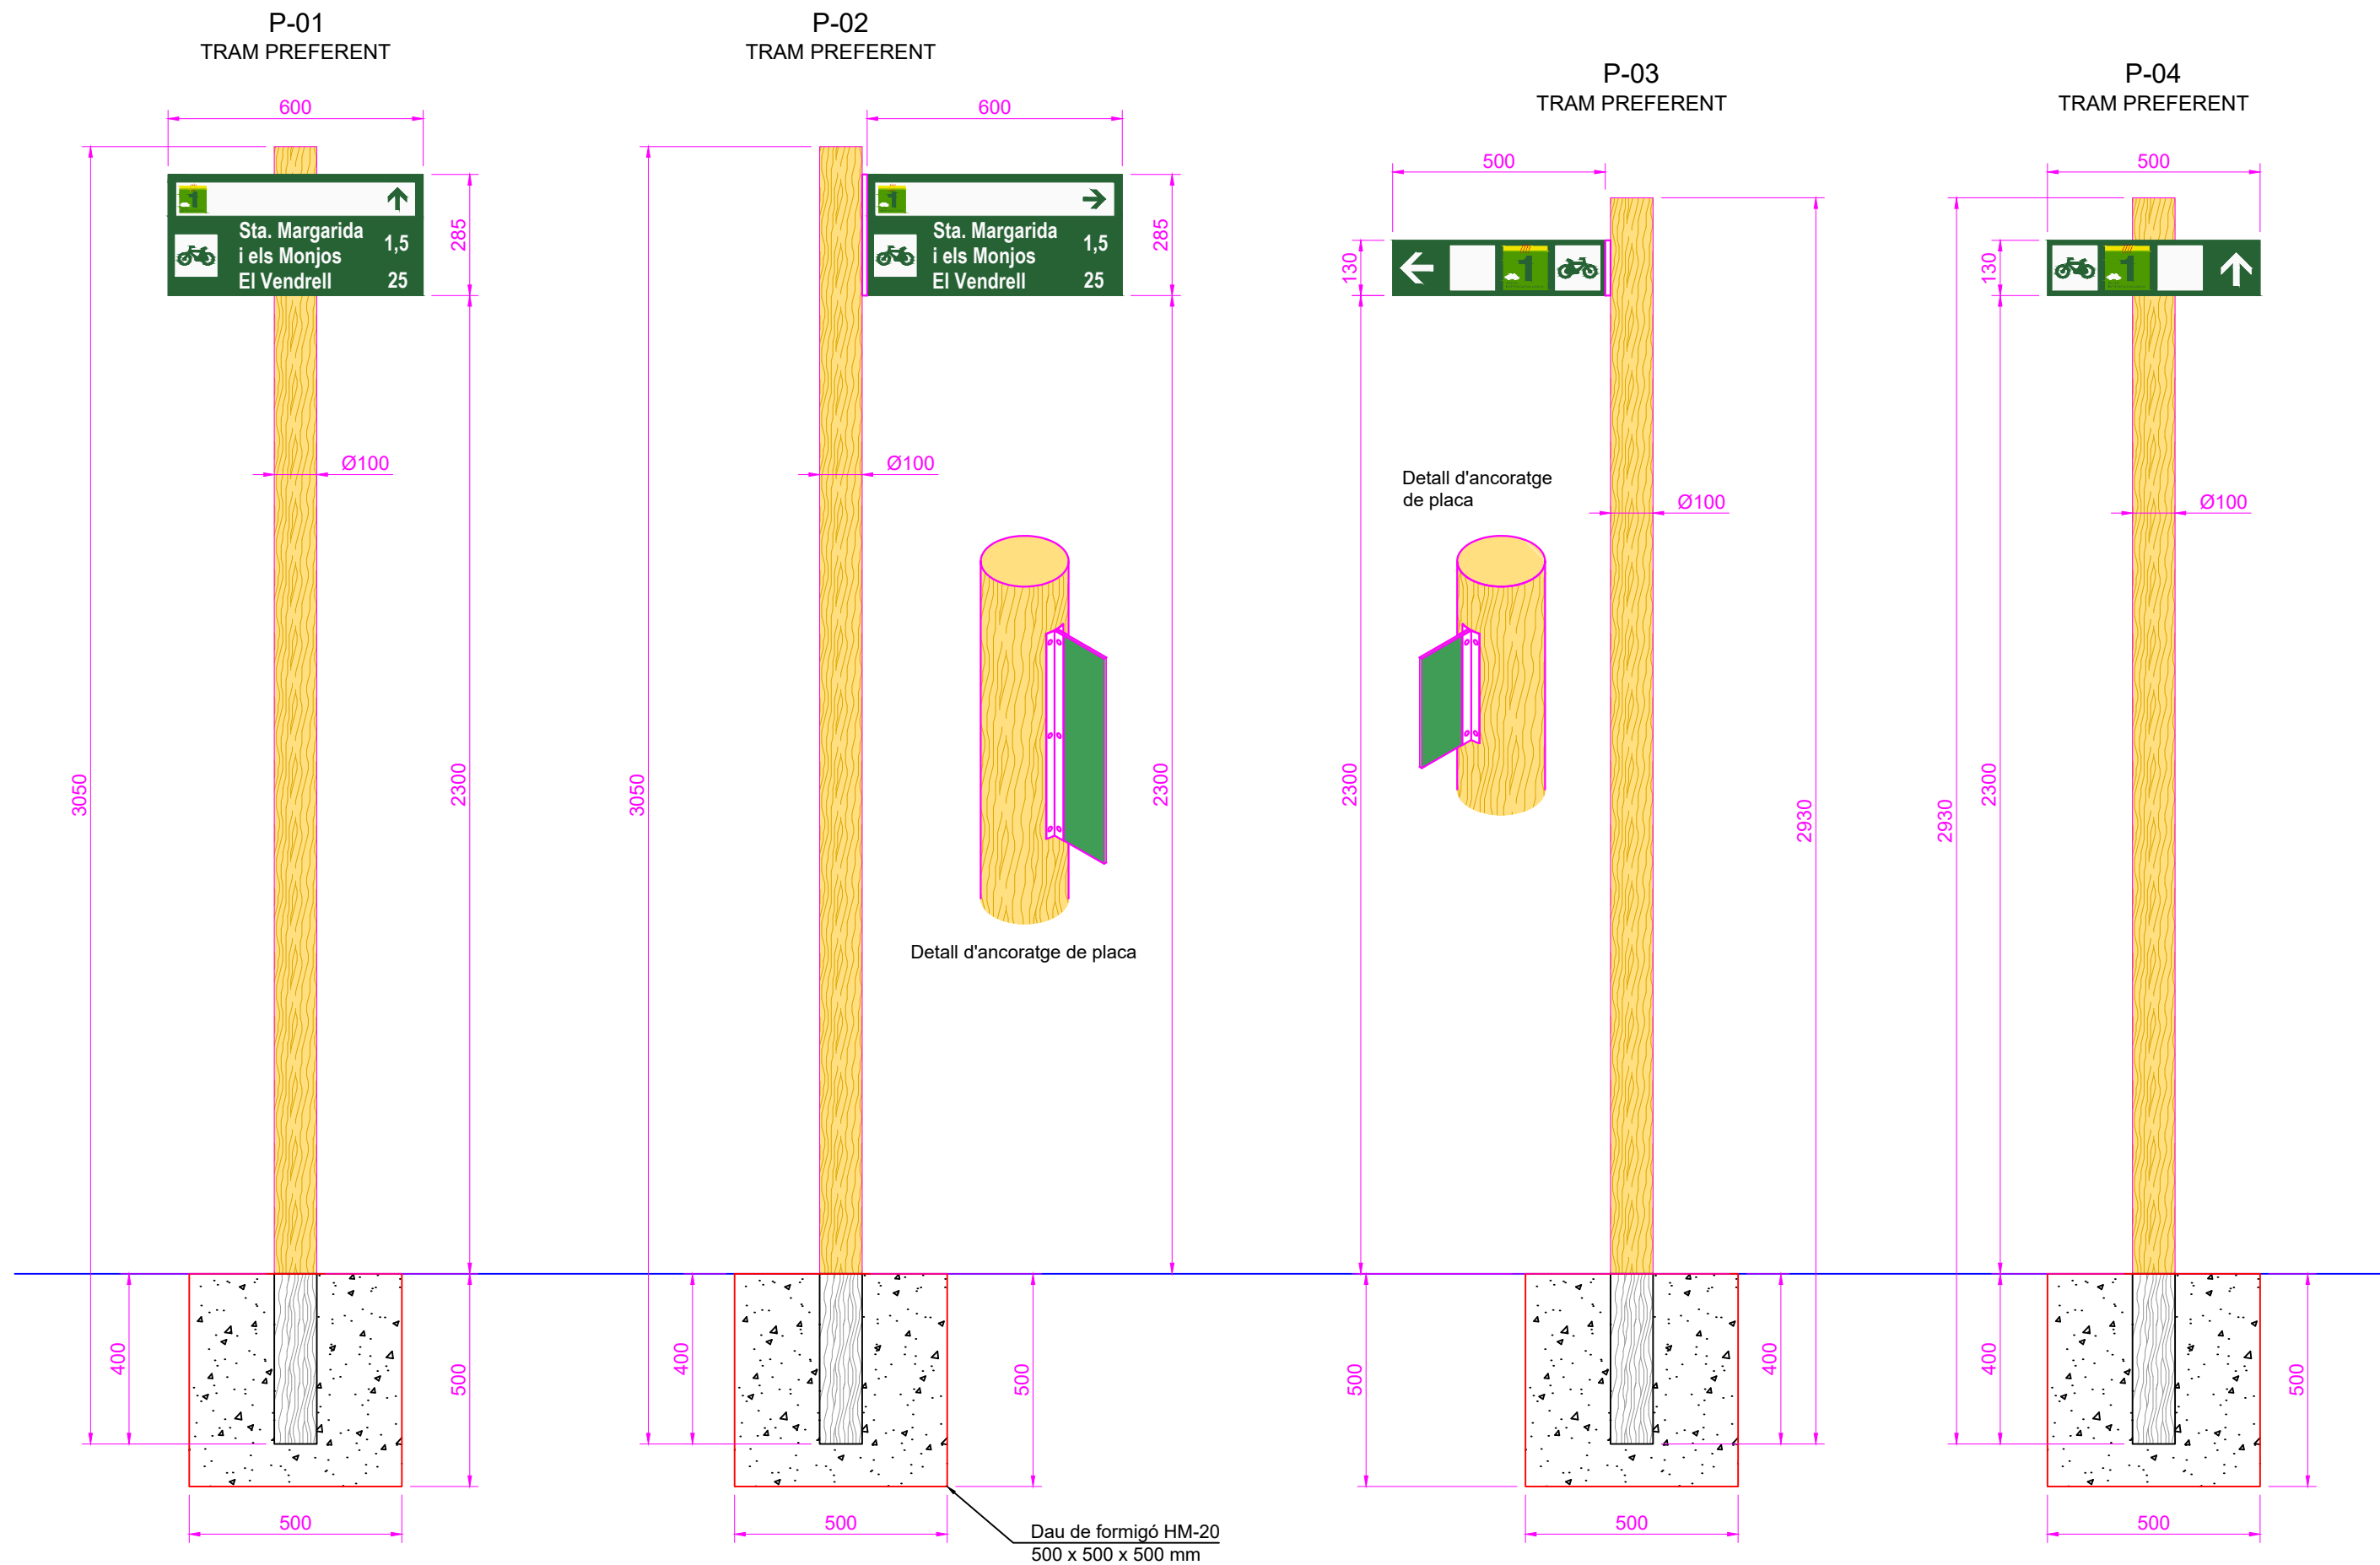 P-01
TRAM PREFERENT
600
3050
1
Sta. Margarida
i els Monjos
1,5
El Vendrell
25
285
Ø100
2300
400
500
500
P-02
TRAM PREFERENT
600
3050
1
Sta. Margarida
i els Monjos
1,5
El Vendrell
25
285
Ø100
2300
Detall d'ancoratge de placa
400
500
500
Dau de formigó HM-20
500 x 500 x 500 mm
P-03
TRAM PREFERENT
500
130
1
Detall d'ancoratge
de placa
Ø100
2300
2930
500
400
500
P-04
TRAM PREFERENT
500
130
1
Ø100
2930
2300
400
500
500